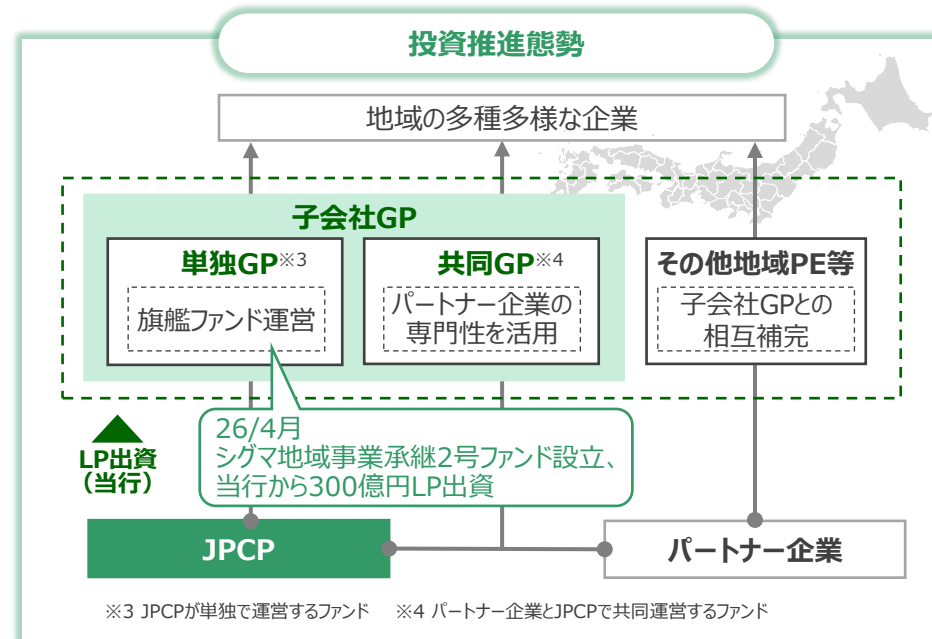 投資推進態勢
地域の多種多様な企業
子会社GP
単独GP※3
旗艦ファンド運営
共同GP※4
パートナー企業の
専門性を活用
その他地域PE等
子会社GPとの
相互補完
LP出資
（当行）
26/4月
シグマ地域事業承継2号ファンド設立、
当行から300億円LP出資
JPCP
パートナー企業
※3 JPCPが単独で運営するファンド　※4 パートナー企業とJPCPで共同運営するファンド